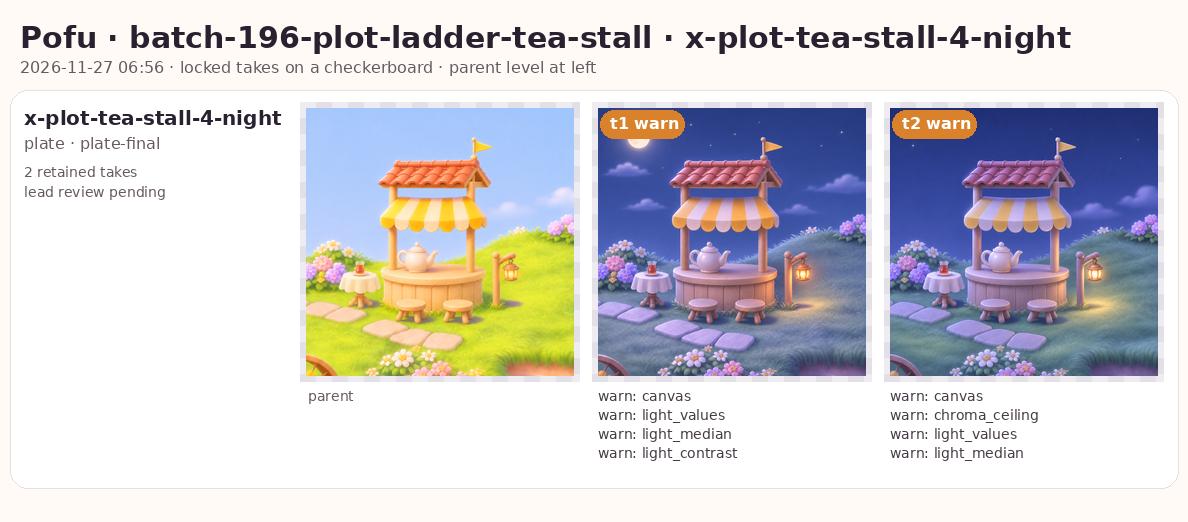 Pofu · batch-196-plot-ladder-tea-stall · x-plot-tea-stall-4-night
2026-11-27 06:56 · locked takes on a checkerboard · parent level at left
x-plot-tea-stall-4-night
plate · plate-final
2 retained takes
lead review pending
parent
t1 warn
warn: canvas
warn: light_values
warn: light_median
warn: light_contrast
t2 warn
warn: canvas
warn: chroma_ceiling
warn: light_values
warn: light_median